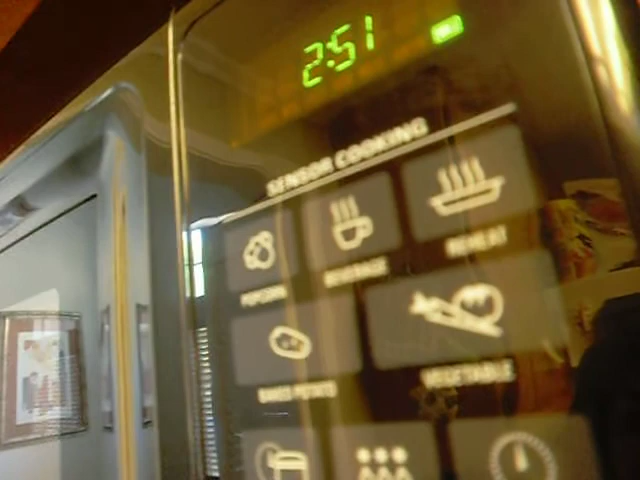 2:51
SENSOR COOKING
POPCORN
BEVERAGE
REHEAT
BAKED POTATO
VEGETABLE